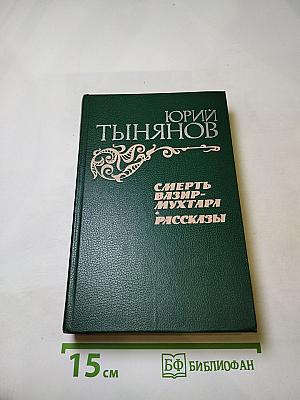 ЮРИЙ
ТЫНЯНОВ
СМЕРТЬ
ВАЗИР-
МУХТАРА
РАССКАЗЫ
15 см
БФ БИБЛИОФАН